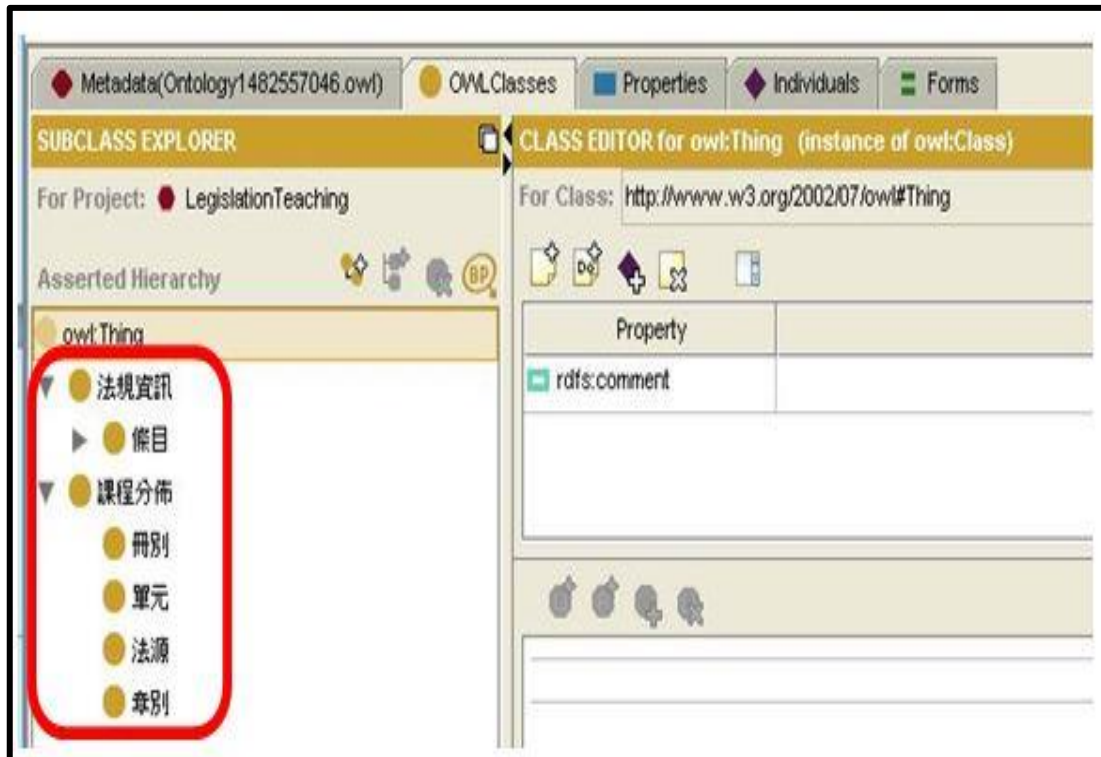 Metadata(Ontology1482557046.owl) OWLClasses Properties Individuals Forms
SUBCLASS EXPLORER
For Project: LegislationTeaching
Asserted Hierarchy
BP
owl:Thing
法規資訊
條目
課程分佈
冊別
單元
法源
章別
CLASS EDITOR for owl:Thing (instance of owl:Class)
For Class: http://www.w3.org/2002/07/owl#Thing
Property
rdfs:comment